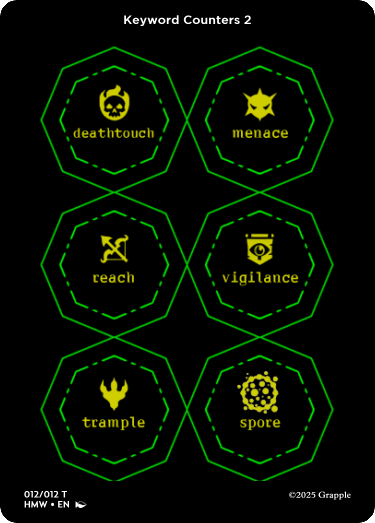 Keyword Counters 2
deathtouch
menace
reach
vigilance
trample
spore
012/012 T
HMW • EN
©2025 Grapple